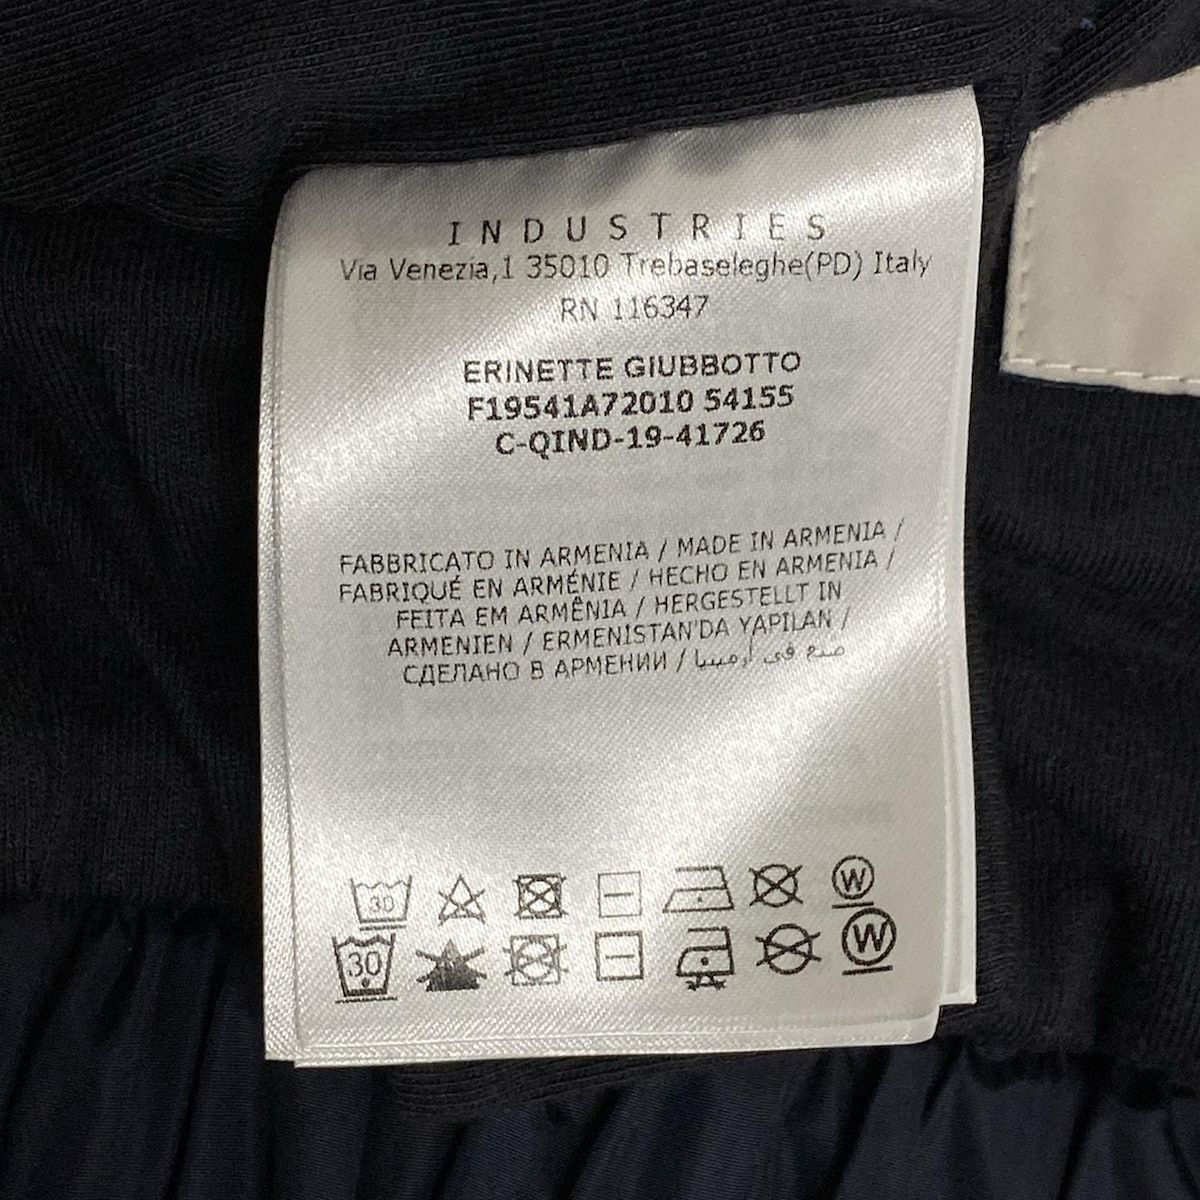 INDUSTRIES
Via Venezia,1 35010 Trebaseleghe(PD) Italy
RN 116347
ERINETTE GIUBBOTTO
F19541A72010 54155
C-QIND-19-41726
FABBRICATO IN ARMENIA / MADE IN ARMENIA /
FABRIQUÉ EN ARMÉNIE / HECHO EN ARMENIA /
FEITA EM ARMÊNIA / HERGESTELLT IN
ARMENIEN / ERMENISTAN'DA YAPILAN /
СДЕЛАНО В АРМЕНИИ / صنع في أرمينيا
30 W
30 W